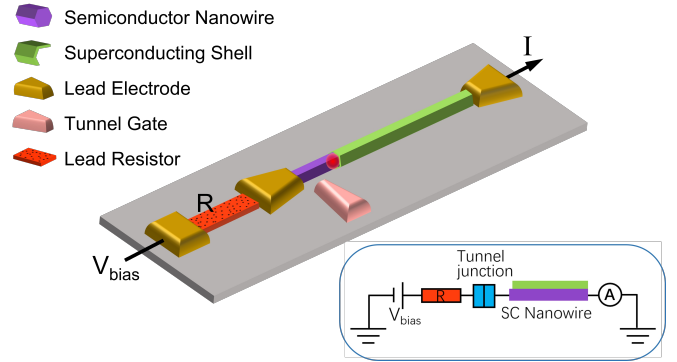 Semiconductor Nanowire
Superconducting Shell
Lead Electrode
Tunnel Gate
Lead Resistor
I
R
Vbias
Tunnel
junction
R
A
Vbias
SC Nanowire